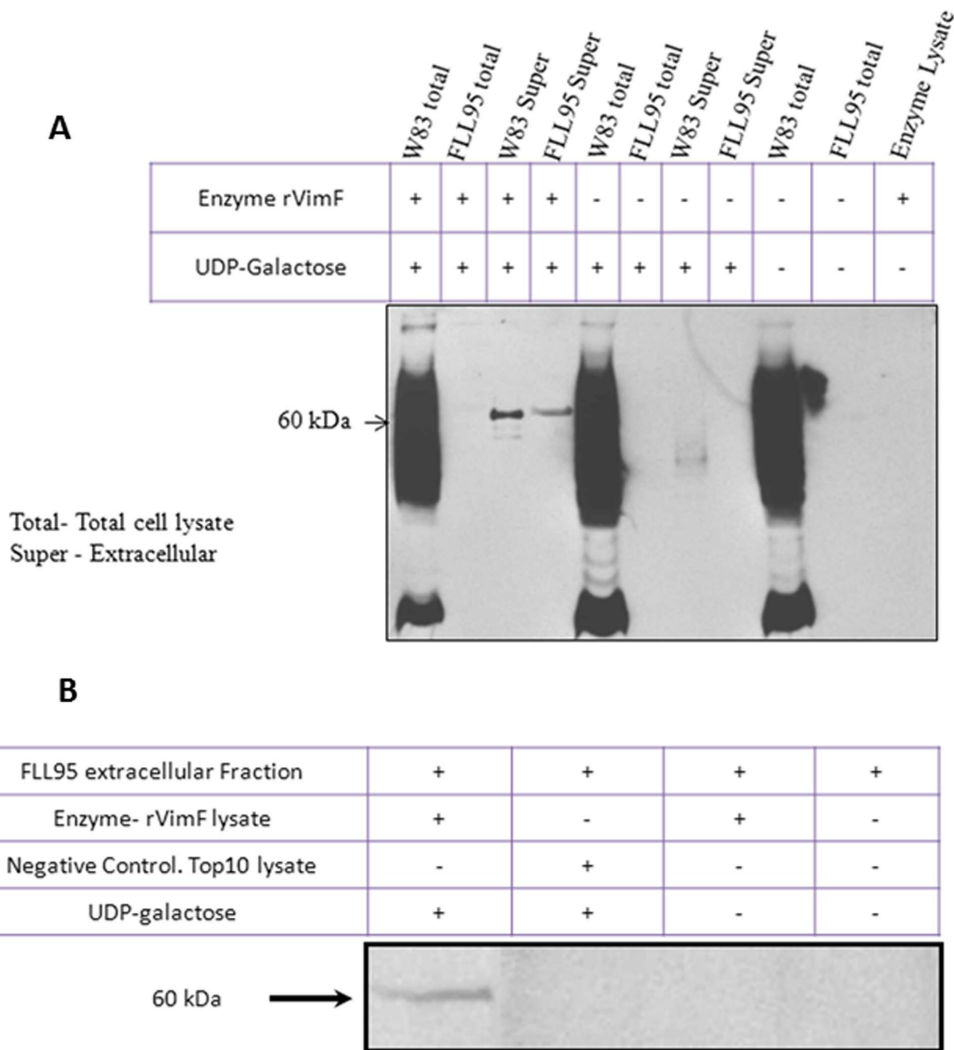 A
W83 total
FLL95 total
W83 Super
FLL95 Super
W83 total
FLL95 total
W83 Super
FLL95 Super
W83 total
FLL95 total
Enzyme Lysate
Enzyme rVimF + + + + - - - - - - +
UDP-Galactose + + + + + + + + - - -
60 kDa
Total- Total cell lysate
Super - Extracellular
B
FLL95 extracellular Fraction + + + +
Enzyme- rVimF lysate + - + -
Negative Control. Top10 lysate - + - -
UDP-galactose + + - -
60 kDa